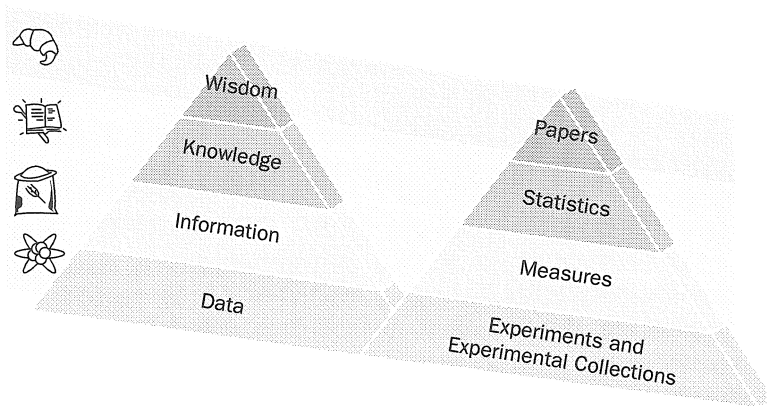 Wisdom
Knowledge
Information
Data
Papers
Statistics
Measures
Experiments and
Experimental Collections